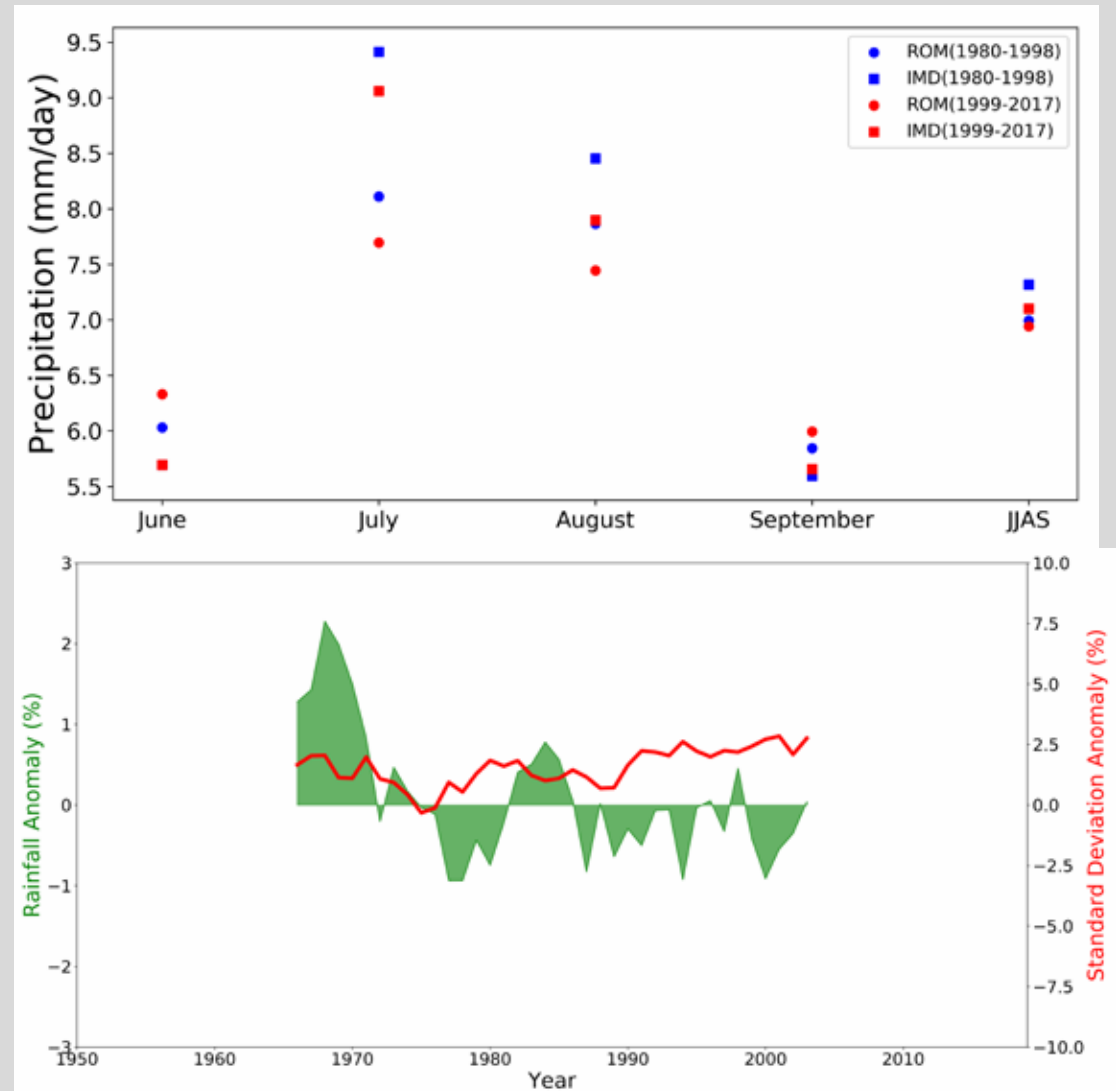 Precipitation (mm/day)
9.5
9.0
8.5
8.0
7.5
7.0
6.5
6.0
5.5
ROM(1980-1998)
IMD(1980-1998)
ROM(1999-2017)
IMD(1999-2017)
June July August September JJAS
Rainfall Anomaly (%)
3
2
1
0
−1
−2
−3
10.0
7.5
5.0
2.5
0.0
−2.5
−5.0
−7.5
−10.0
Standard Deviation Anomaly (%)
1950 1960 1970 1980 1990 2000 2010
Year